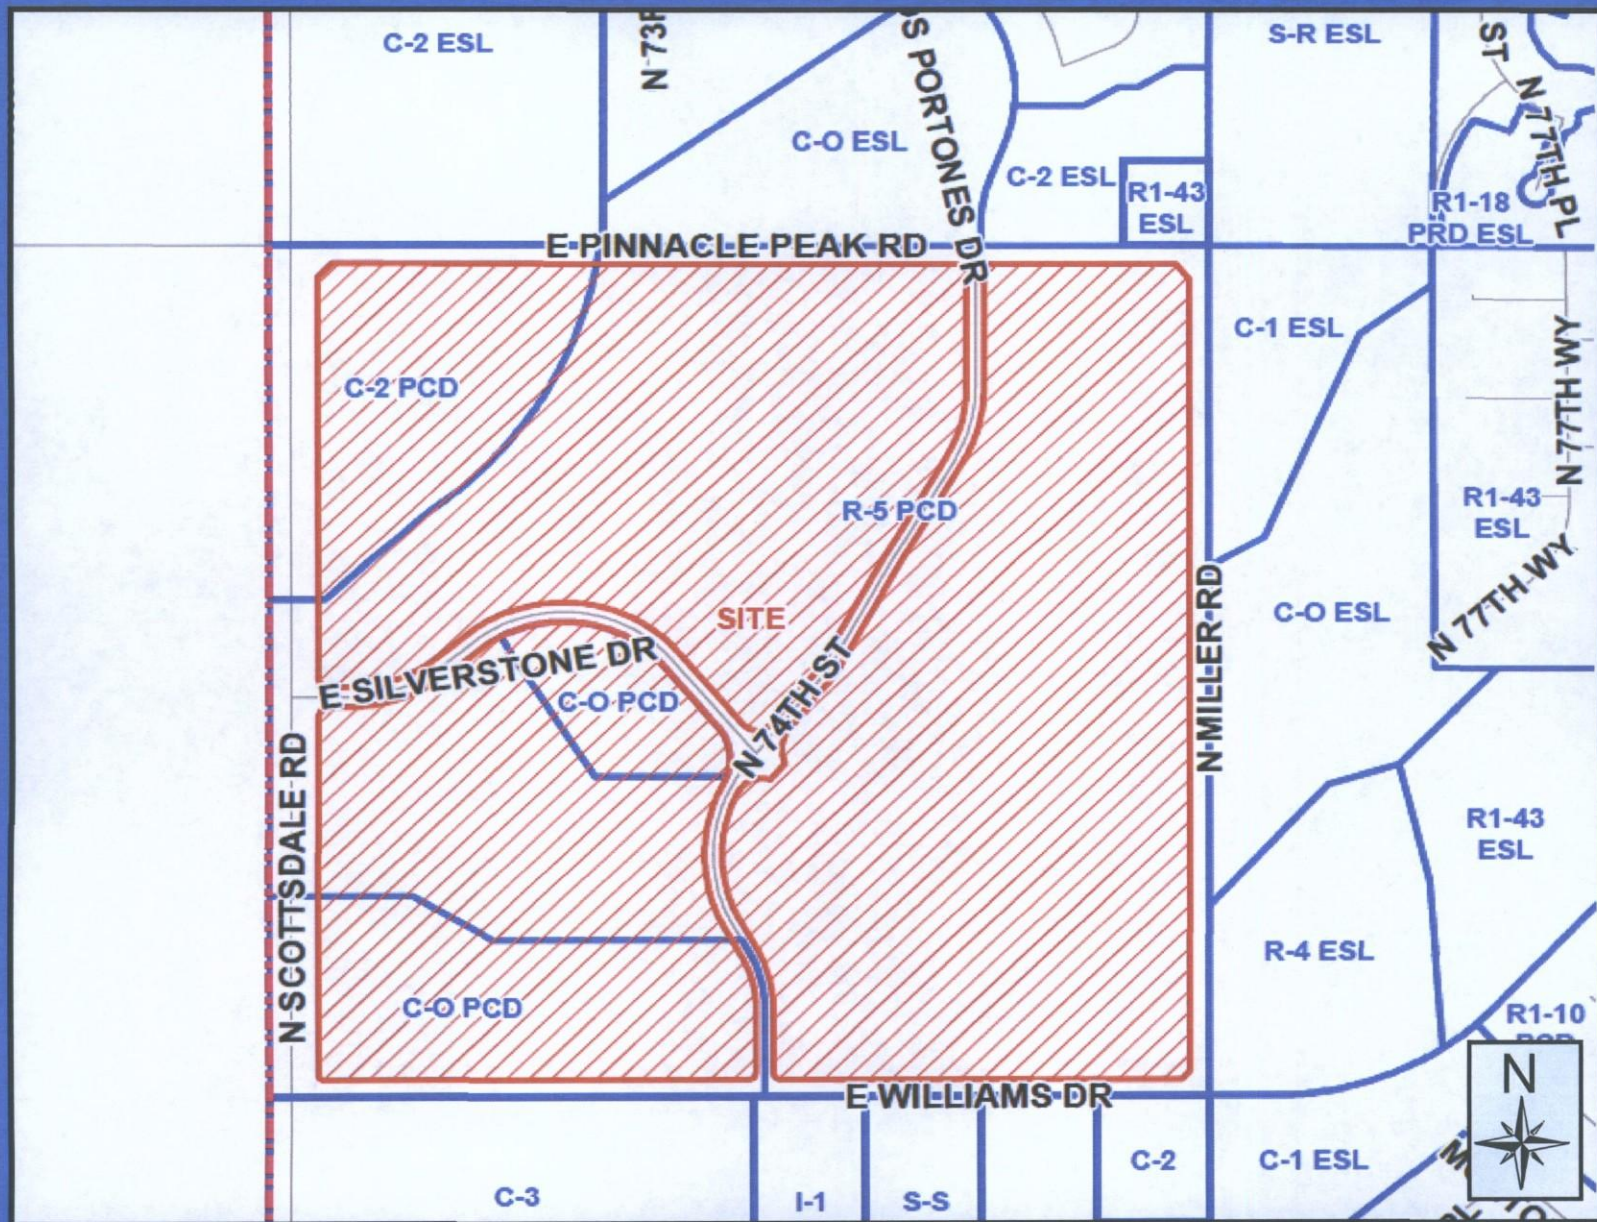 C-2 ESL
S-R ESL
ST
C-O ESL
PORTONES DR
N 77TH PL
C-2 ESL
R1-43
ESL
R1-18
PRD ESL
E PINNACLE PEAK RD
C-1 ESL
C-2 PCD
N 77TH WY
R1-43
ESL
R-5 PCD
N 77TH WY
SITE
C-O ESL
E SILVERSTONE DR
C-O PCD
N 74TH ST
N MILLER RD
N SCOTTSDALE RD
R1-43
ESL
R-4 ESL
C-O PCD
R1-10
N
E WILLIAMS DR
C-2
C-1 ESL
C-3
I-1
S-S